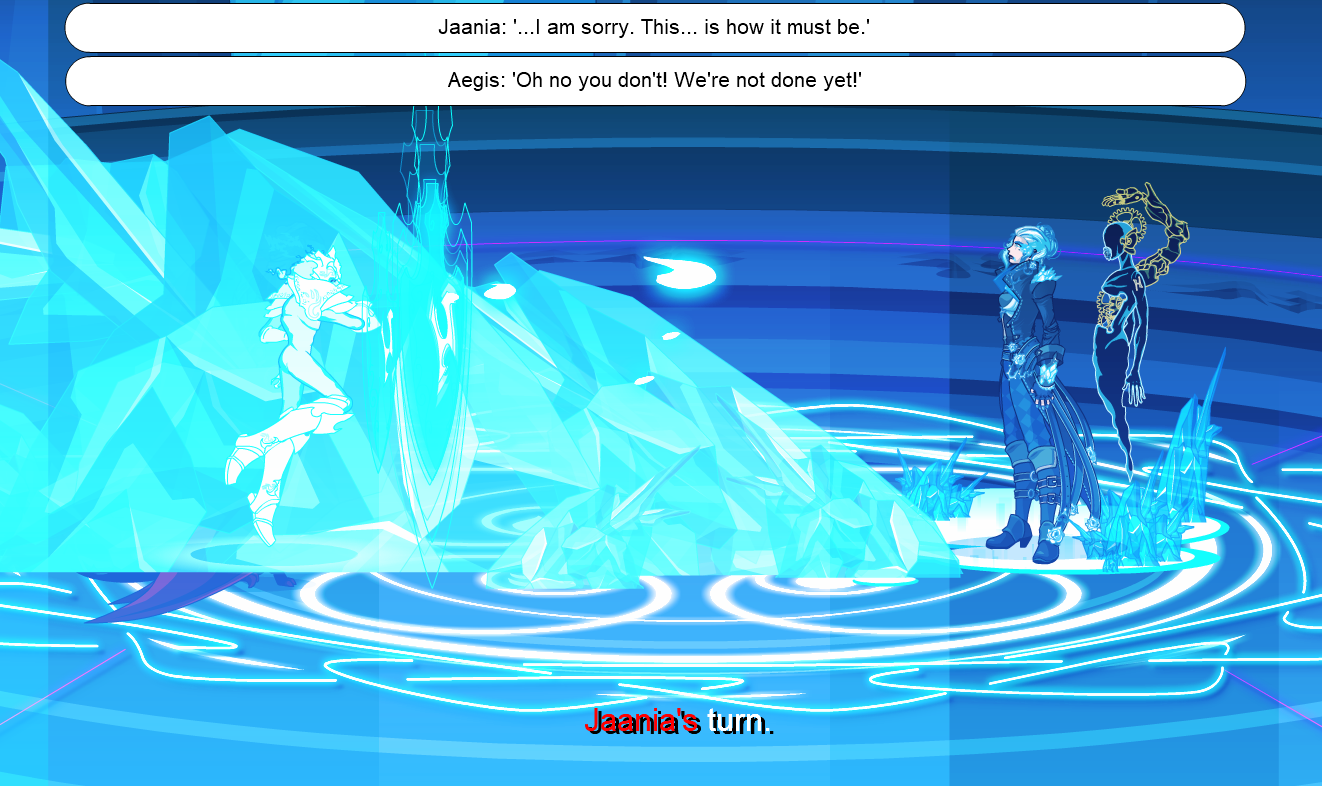 Jaania: '...I am sorry. This... is how it must be.'
Aegis: 'Oh no you don't! We're not done yet!'
Jaania's turn.